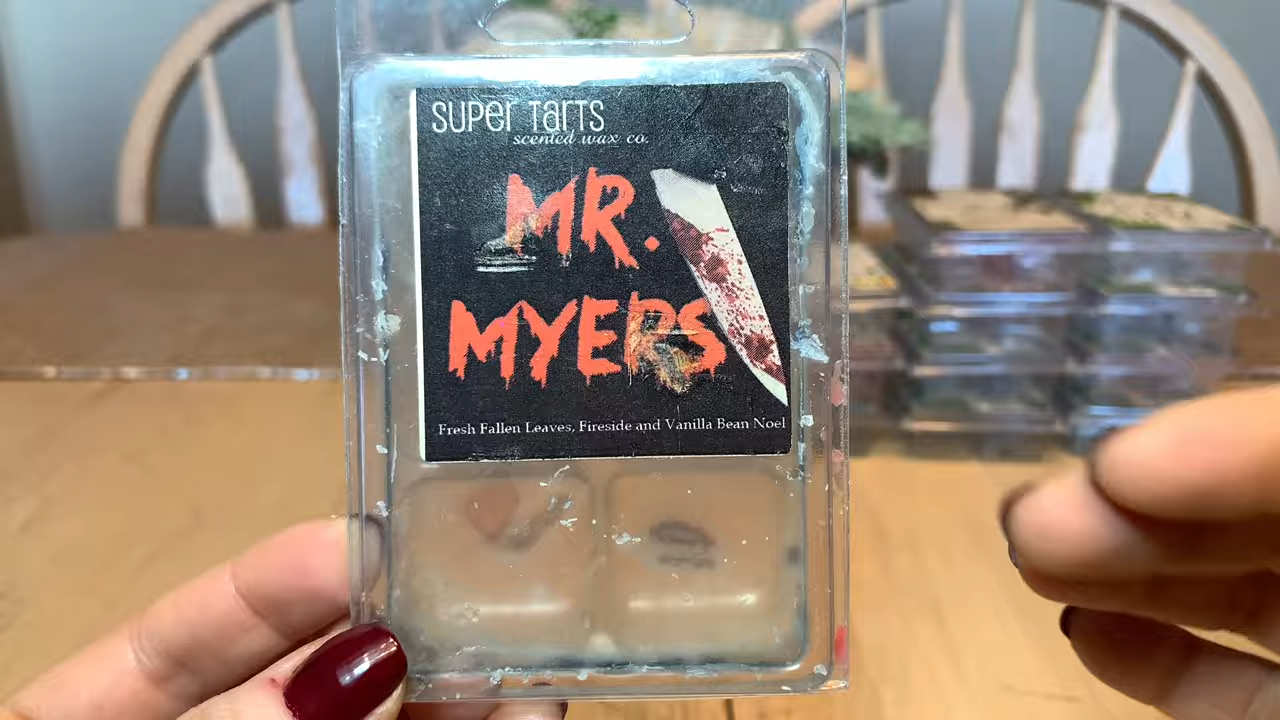 SUPer Tarts
scented wax co.
MR.
MYERS
Fresh Fallen Leaves, Fireside and Vanilla Bean Noel